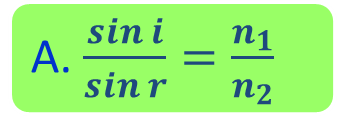 A. sin i / sin r = n₁ / n₂